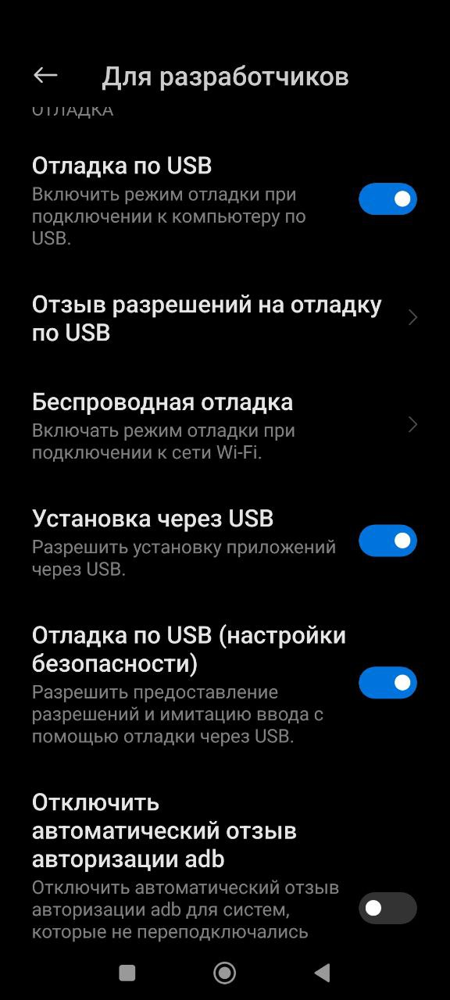 Для разработчиков
ОТЛАДКА
Отладка по USB
Включить режим отладки при
подключении к компьютеру по
USB.
Отзыв разрешений на отладку
по USB
Беспроводная отладка
Включать режим отладки при
подключении к сети Wi-Fi.
Установка через USB
Разрешить установку приложений
через USB.
Отладка по USB (настройки
безопасности)
Разрешить предоставление
разрешений и имитацию ввода с
помощью отладки через USB.
Отключить
автоматический отзыв
авторизации adb
Отключить автоматический отзыв
авторизации adb для систем,
которые не переподключались